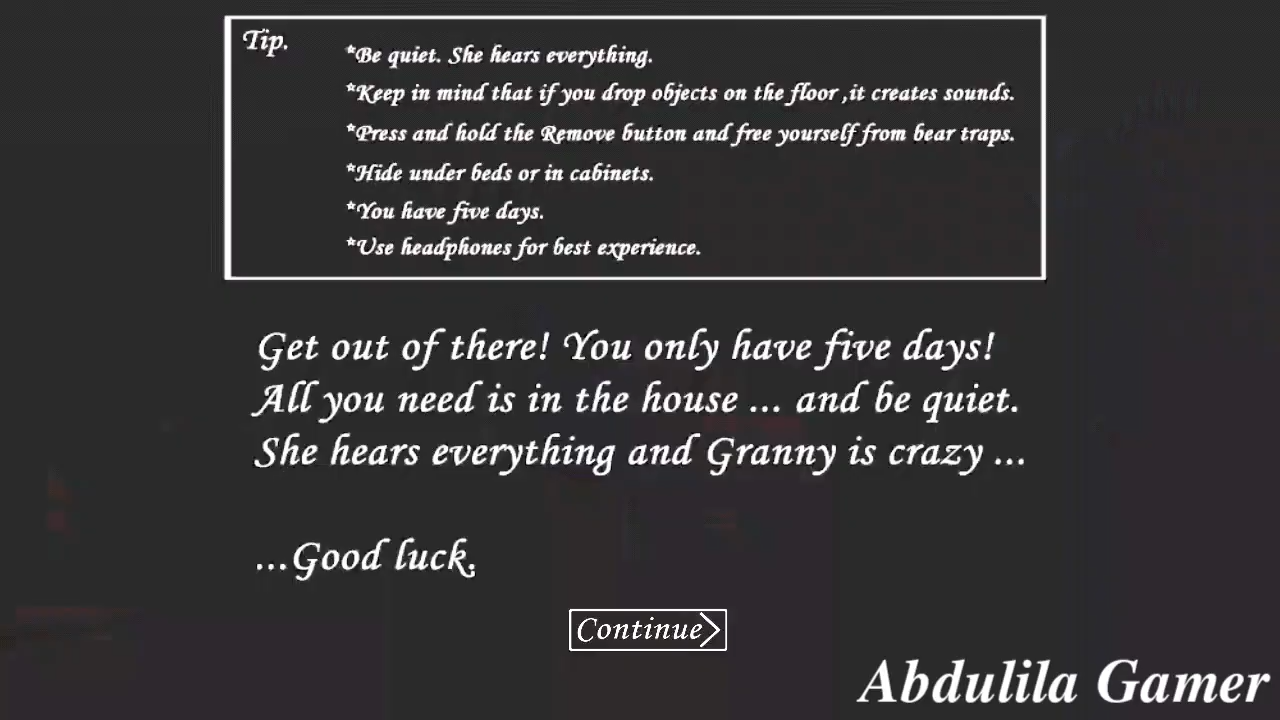 Tip.
*Be quiet. She hears everything.
*Keep in mind that if you drop objects on the floor ,it creates sounds.
*Press and hold the Remove button and free yourself from bear traps.
*Hide under beds or in cabinets.
*You have five days.
*Use headphones for best experience.
Get out of there! You only have five days!
All you need is in the house ... and be quiet.
She hears everything and Granny is crazy ...
...Good luck.
Continue
Abdulila Gamer